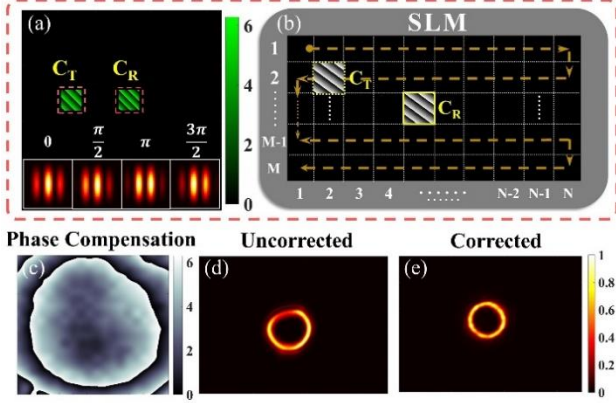 (a)
C_T
C_R
0
π/2
π
3π/2
6
4
2
0
(b)
SLM
1
2
M-1
M
C_T
C_R
1
2
3
4
N-2
N-1
N
Phase Compensation
Uncorrected
Corrected
(c)
6
4
2
0
(d)
(e)
1
0.8
0.6
0.4
0.2
0